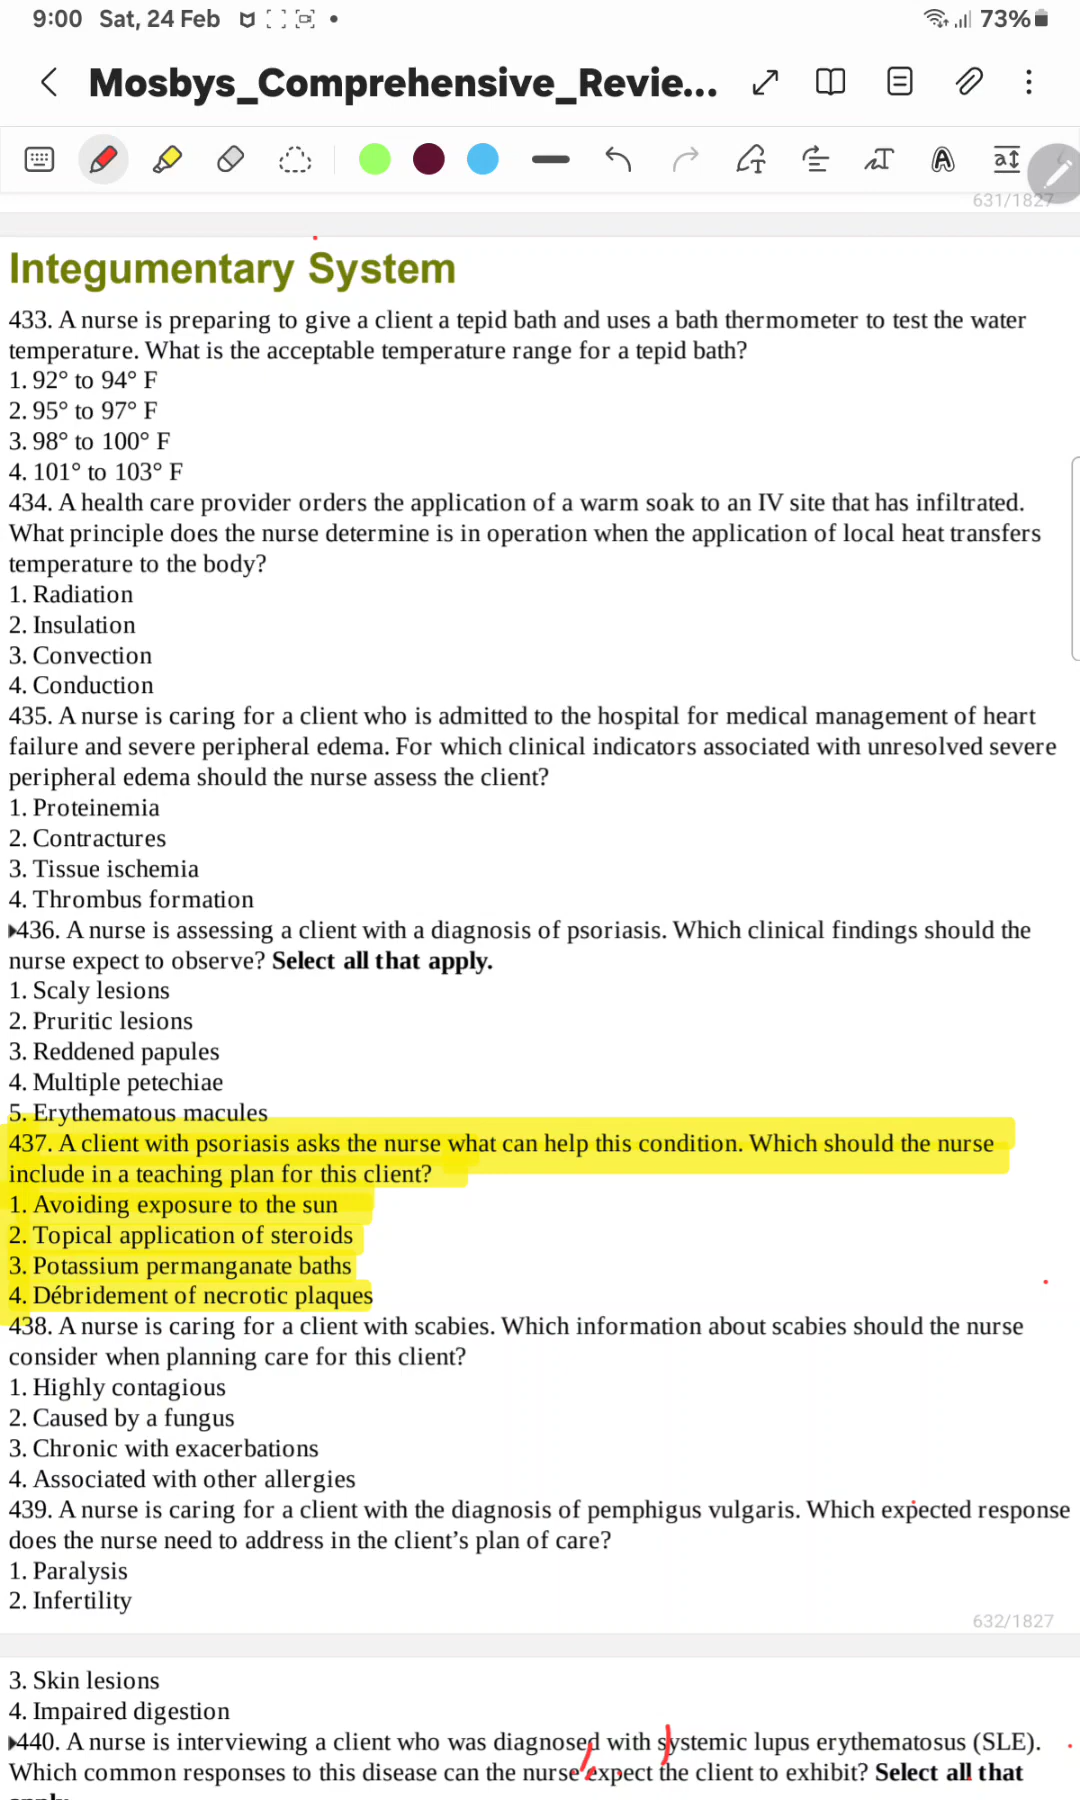 9:00 Sat, 24 Feb
73%
Mosbys_Comprehensive_Revie...
631/1827
Integumentary System
433. A nurse is preparing to give a client a tepid bath and uses a bath thermometer to test the water
temperature. What is the acceptable temperature range for a tepid bath?
1. 92° to 94° F
2. 95° to 97° F
3. 98° to 100° F
4. 101° to 103° F
434. A health care provider orders the application of a warm soak to an IV site that has infiltrated.
What principle does the nurse determine is in operation when the application of local heat transfers
temperature to the body?
1. Radiation
2. Insulation
3. Convection
4. Conduction
435. A nurse is caring for a client who is admitted to the hospital for medical management of heart
failure and severe peripheral edema. For which clinical indicators associated with unresolved severe
peripheral edema should the nurse assess the client?
1. Proteinemia
2. Contractures
3. Tissue ischemia
4. Thrombus formation
436. A nurse is assessing a client with a diagnosis of psoriasis. Which clinical findings should the
nurse expect to observe? Select all that apply.
1. Scaly lesions
2. Pruritic lesions
3. Reddened papules
4. Multiple petechiae
5. Erythematous macules
437. A client with psoriasis asks the nurse what can help this condition. Which should the nurse
include in a teaching plan for this client?
1. Avoiding exposure to the sun
2. Topical application of steroids
3. Potassium permanganate baths
4. Débridement of necrotic plaques
438. A nurse is caring for a client with scabies. Which information about scabies should the nurse
consider when planning care for this client?
1. Highly contagious
2. Caused by a fungus
3. Chronic with exacerbations
4. Associated with other allergies
439. A nurse is caring for a client with the diagnosis of pemphigus vulgaris. Which expected response
does the nurse need to address in the client's plan of care?
1. Paralysis
2. Infertility
632/1827
3. Skin lesions
4. Impaired digestion
440. A nurse is interviewing a client who was diagnosed with systemic lupus erythematosus (SLE).
Which common responses to this disease can the nurse expect the client to exhibit? Select all that